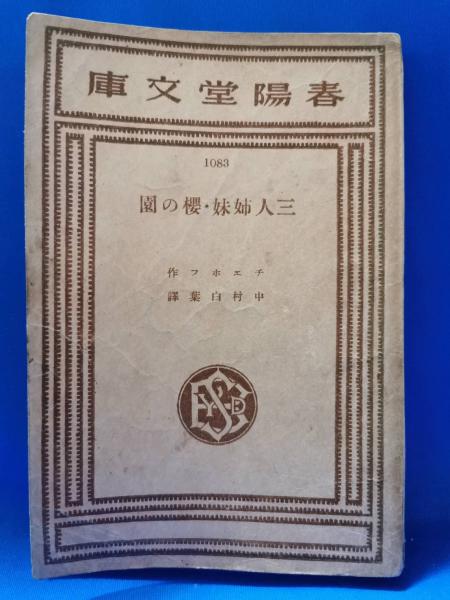 春陽堂文庫
1083
三人姉妹・櫻の園
チエホフ作
中村白葉譯